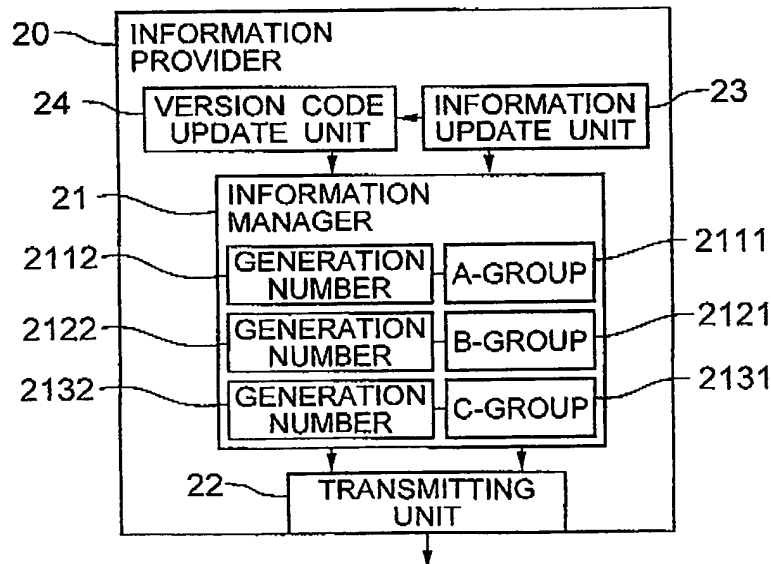 20
INFORMATION
PROVIDER
24
VERSION CODE
UPDATE UNIT
INFORMATION
UPDATE UNIT
23
21
INFORMATION
MANAGER
2112
GENERATION
NUMBER
A-GROUP
2111
2122
GENERATION
NUMBER
B-GROUP
2121
2132
GENERATION
NUMBER
C-GROUP
2131
22
TRANSMITTING
UNIT